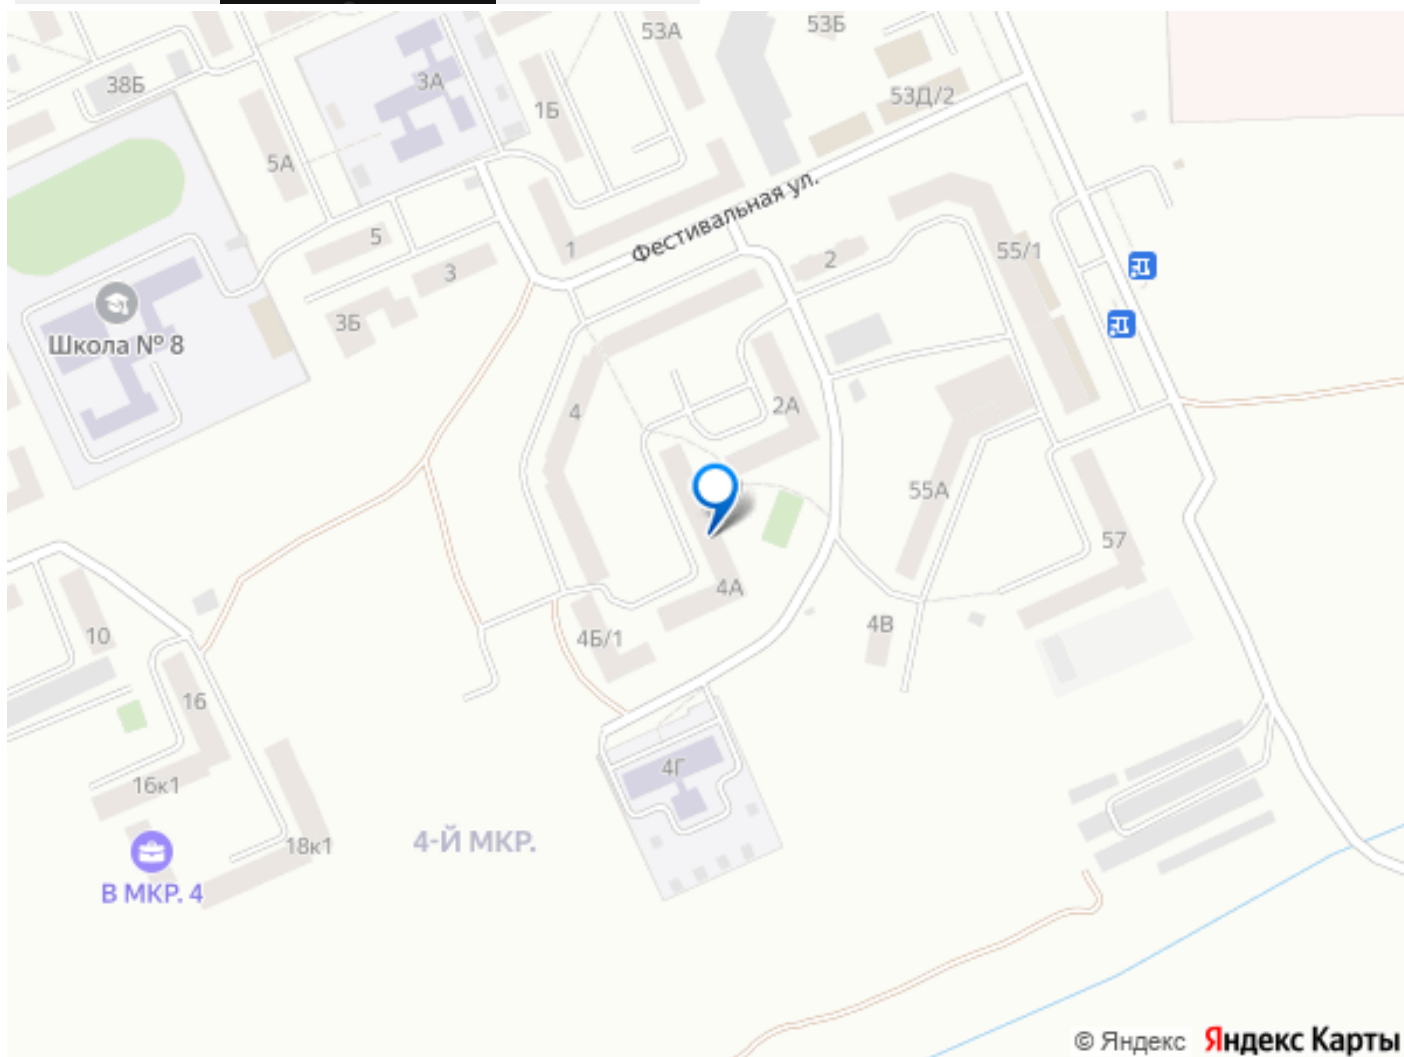 53А
53Б
3А
38Б
53Д/2
1Б
5А
Фестивальная ул.
5
1
55/1
2
3
3Б
Школа № 8
4
2А
55А
57
4А
4В
10
4Б/1
16
4Г
16к1
18к1
4-Й МКР.
В МКР. 4
© Яндекс Яндекс Карты